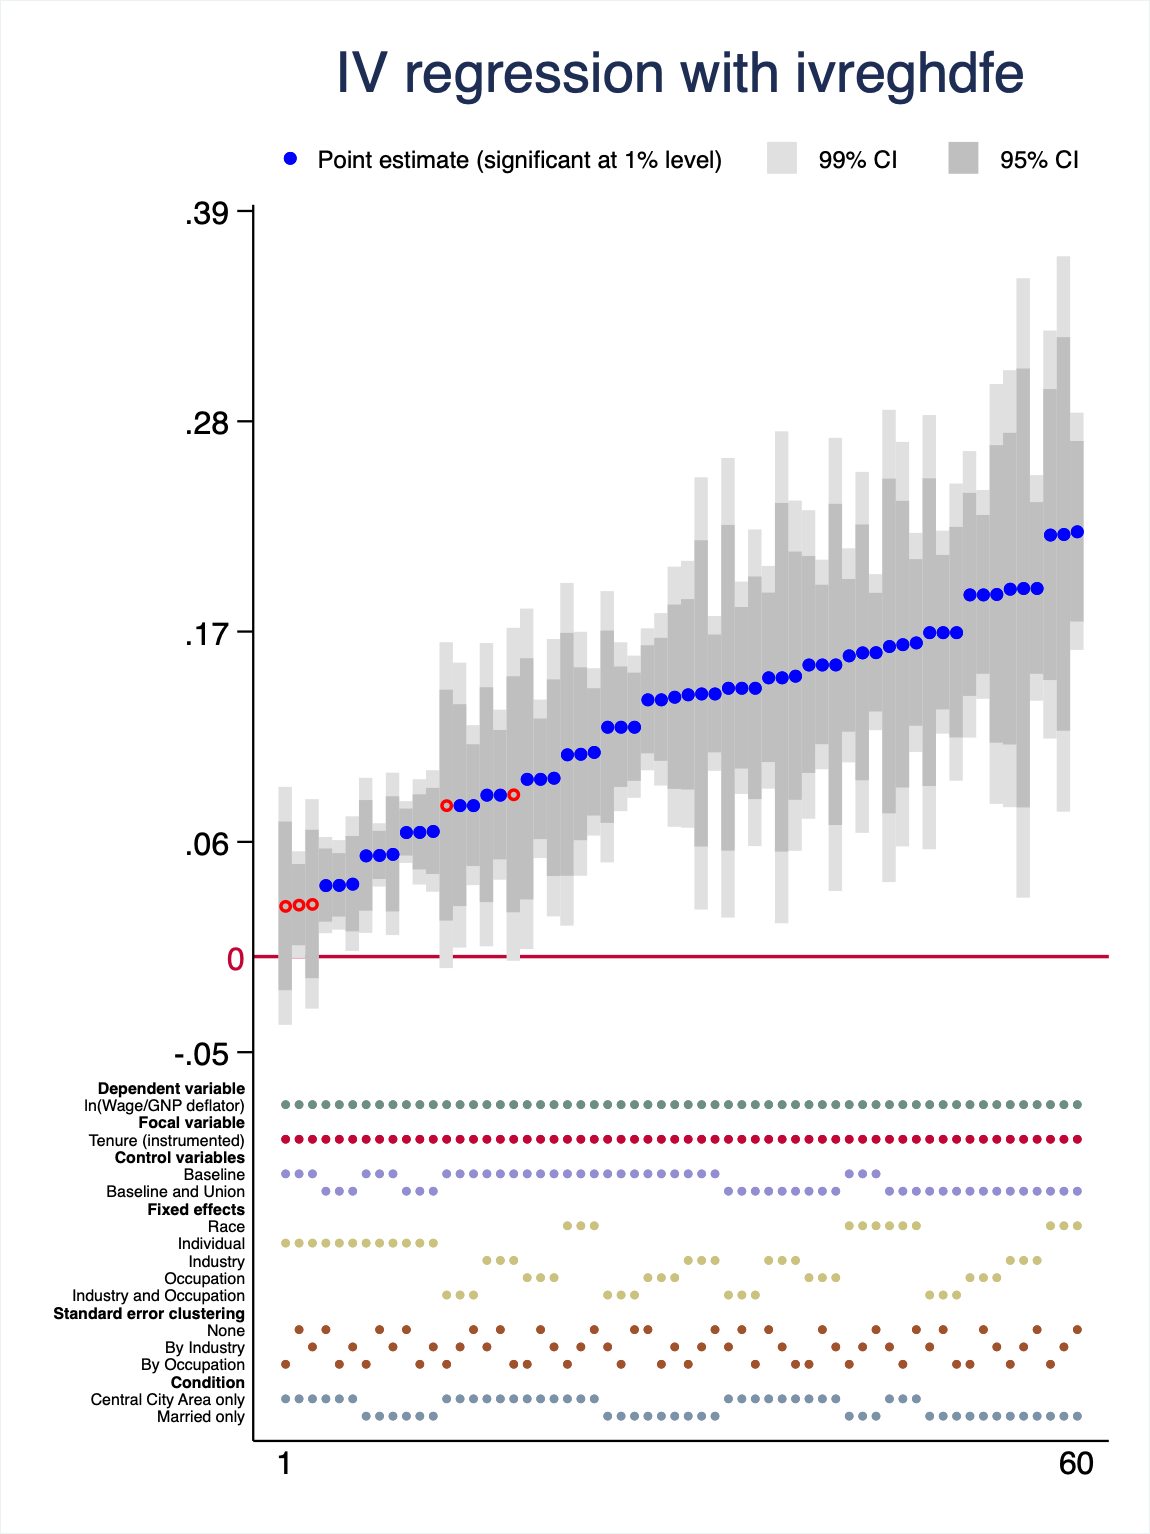 IV regression with ivreghdfe
Point estimate (significant at 1% level) 99% CI 95% CI
.39
.28
.17
.06
0
-.05
Dependent variable
ln(Wage/GNP deflator)
Focal variable
Tenure (instrumented)
Control variables
Baseline
Baseline and Union
Fixed effects
Race
Individual
Industry
Occupation
Industry and Occupation
Standard error clustering
None
By Industry
By Occupation
Condition
Central City Area only
Married only
1 60